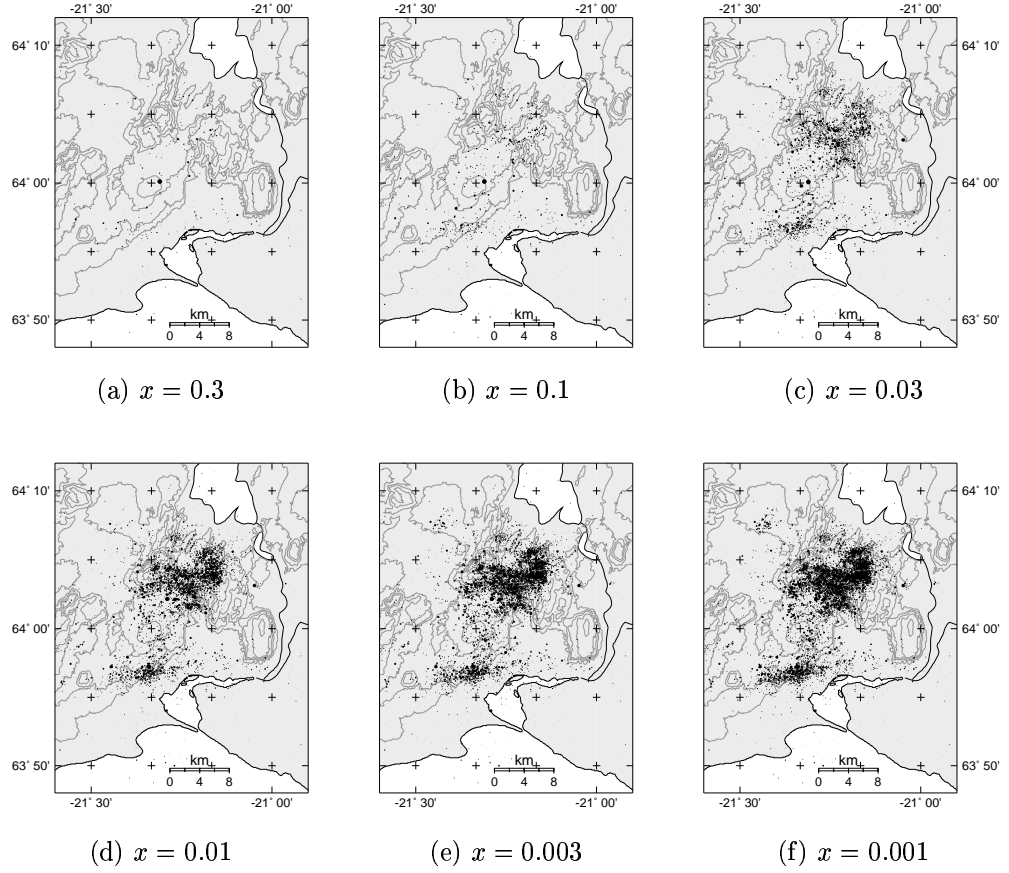 -21˚ 30' -21˚ 00' -21˚ 30' -21˚ 00' -21˚ 30' -21˚ 00'
64˚ 10' 64˚ 10'
64˚ 00' 64˚ 00'
63˚ 50' 63˚ 50'
km km km
0 4 8 0 4 8 0 4 8
(a) x = 0.3 (b) x = 0.1 (c) x = 0.03
64˚ 10' 64˚ 10'
64˚ 00' 64˚ 00'
63˚ 50' 63˚ 50'
km km km
0 4 8 0 4 8 0 4 8
-21˚ 30' -21˚ 00' -21˚ 30' -21˚ 00' -21˚ 30' -21˚ 00'
(d) x = 0.01 (e) x = 0.003 (f) x = 0.001